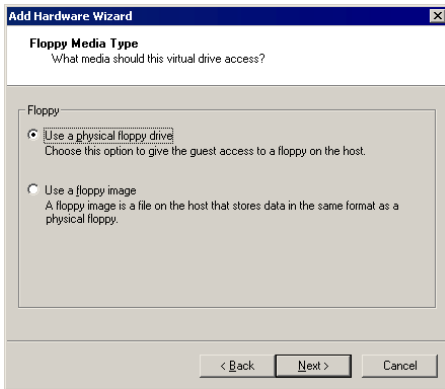 Add Hardware Wizard
Floppy Media Type
What media should this virtual drive access?
Floppy
Use a physical floppy drive
Choose this option to give the guest access to a floppy on the host.
Use a floppy image
A floppy image is a file on the host that stores data in the same format as a
physical floppy.
< Back
Next >
Cancel